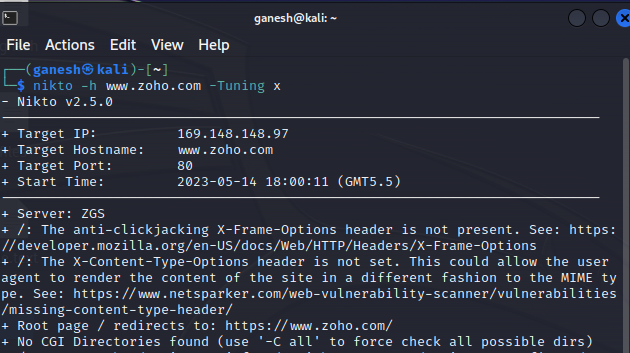 ganesh@kali: ~
File Actions Edit View Help
(ganesh㉿kali)-[~]
$ nikto -h www.zoho.com -Tuning x
- Nikto v2.5.0
+ Target IP: 169.148.148.97
+ Target Hostname: www.zoho.com
+ Target Port: 80
+ Start Time: 2023-05-14 18:00:11 (GMT5.5)
+ Server: ZGS
+ /: The anti-clickjacking X-Frame-Options header is not present. See: https:
//developer.mozilla.org/en-US/docs/Web/HTTP/Headers/X-Frame-Options
+ /: The X-Content-Type-Options header is not set. This could allow the user
agent to render the content of the site in a different fashion to the MIME ty
pe. See: https://www.netsparker.com/web-vulnerability-scanner/vulnerabilities
/missing-content-type-header/
+ Root page / redirects to: https://www.zoho.com/
+ No CGI Directories found (use '-C all' to force check all possible dirs)